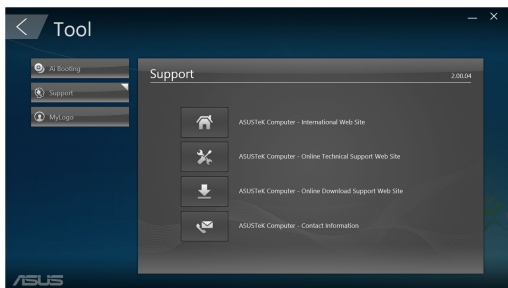 Tool
Ai Booting
Support
MyLogo
Support
2.00.04
ASUSTeK Computer - International Web Site
ASUSTeK Computer - Online Technical Support Web Site
ASUSTeK Computer - Online Download Support Web Site
ASUSTeK Computer - Contact Information
ASUS